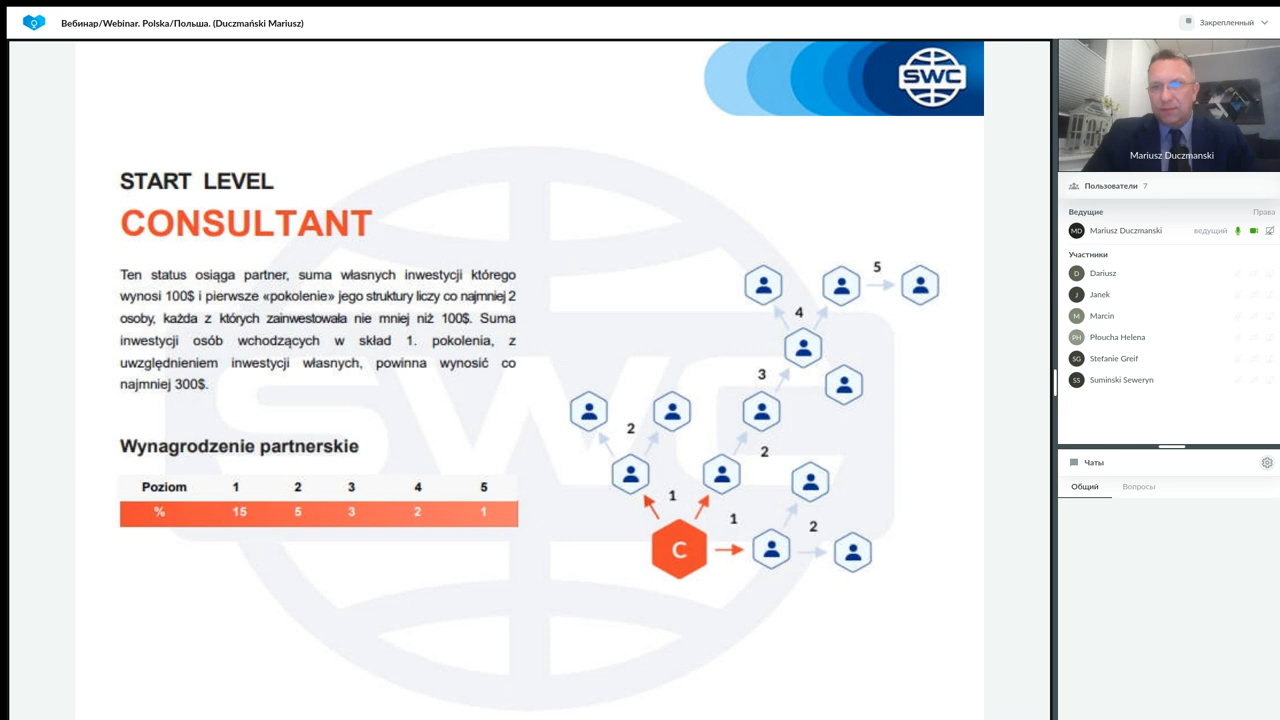 Вебинар/Webinar. Polska/Польша. (Duczmański Mariusz)
Закрепленный
SWC
START LEVEL
CONSULTANT
Ten status osiąga partner, suma własnych inwestycji którego
wynosi 100$ i pierwsze «pokolenie» jego struktury liczy co najmniej 2
osoby, każda z których zainwestowała nie mniej niż 100$. Suma
inwestycji osób wchodzących w skład 1. pokolenia, z
uwzględnieniem inwestycji własnych, powinna wynosić co
najmniej 300$.
Wynagrodzenie partnerskie
Poziom 1 2 3 4 5
% 15 5 3 2 1
5
4
3
2
2
1
1
2
C
SWC
Mariusz Duczmanski
Пользователи 7
Ведущие Права
MD Mariusz Duczmanski ведущий
Участники
D Dariusz
J Janek
M Marcin
PH Płoucha Helena
SG Stefanie Greif
SS Suminski Seweryn
Чаты
Общий Вопросы